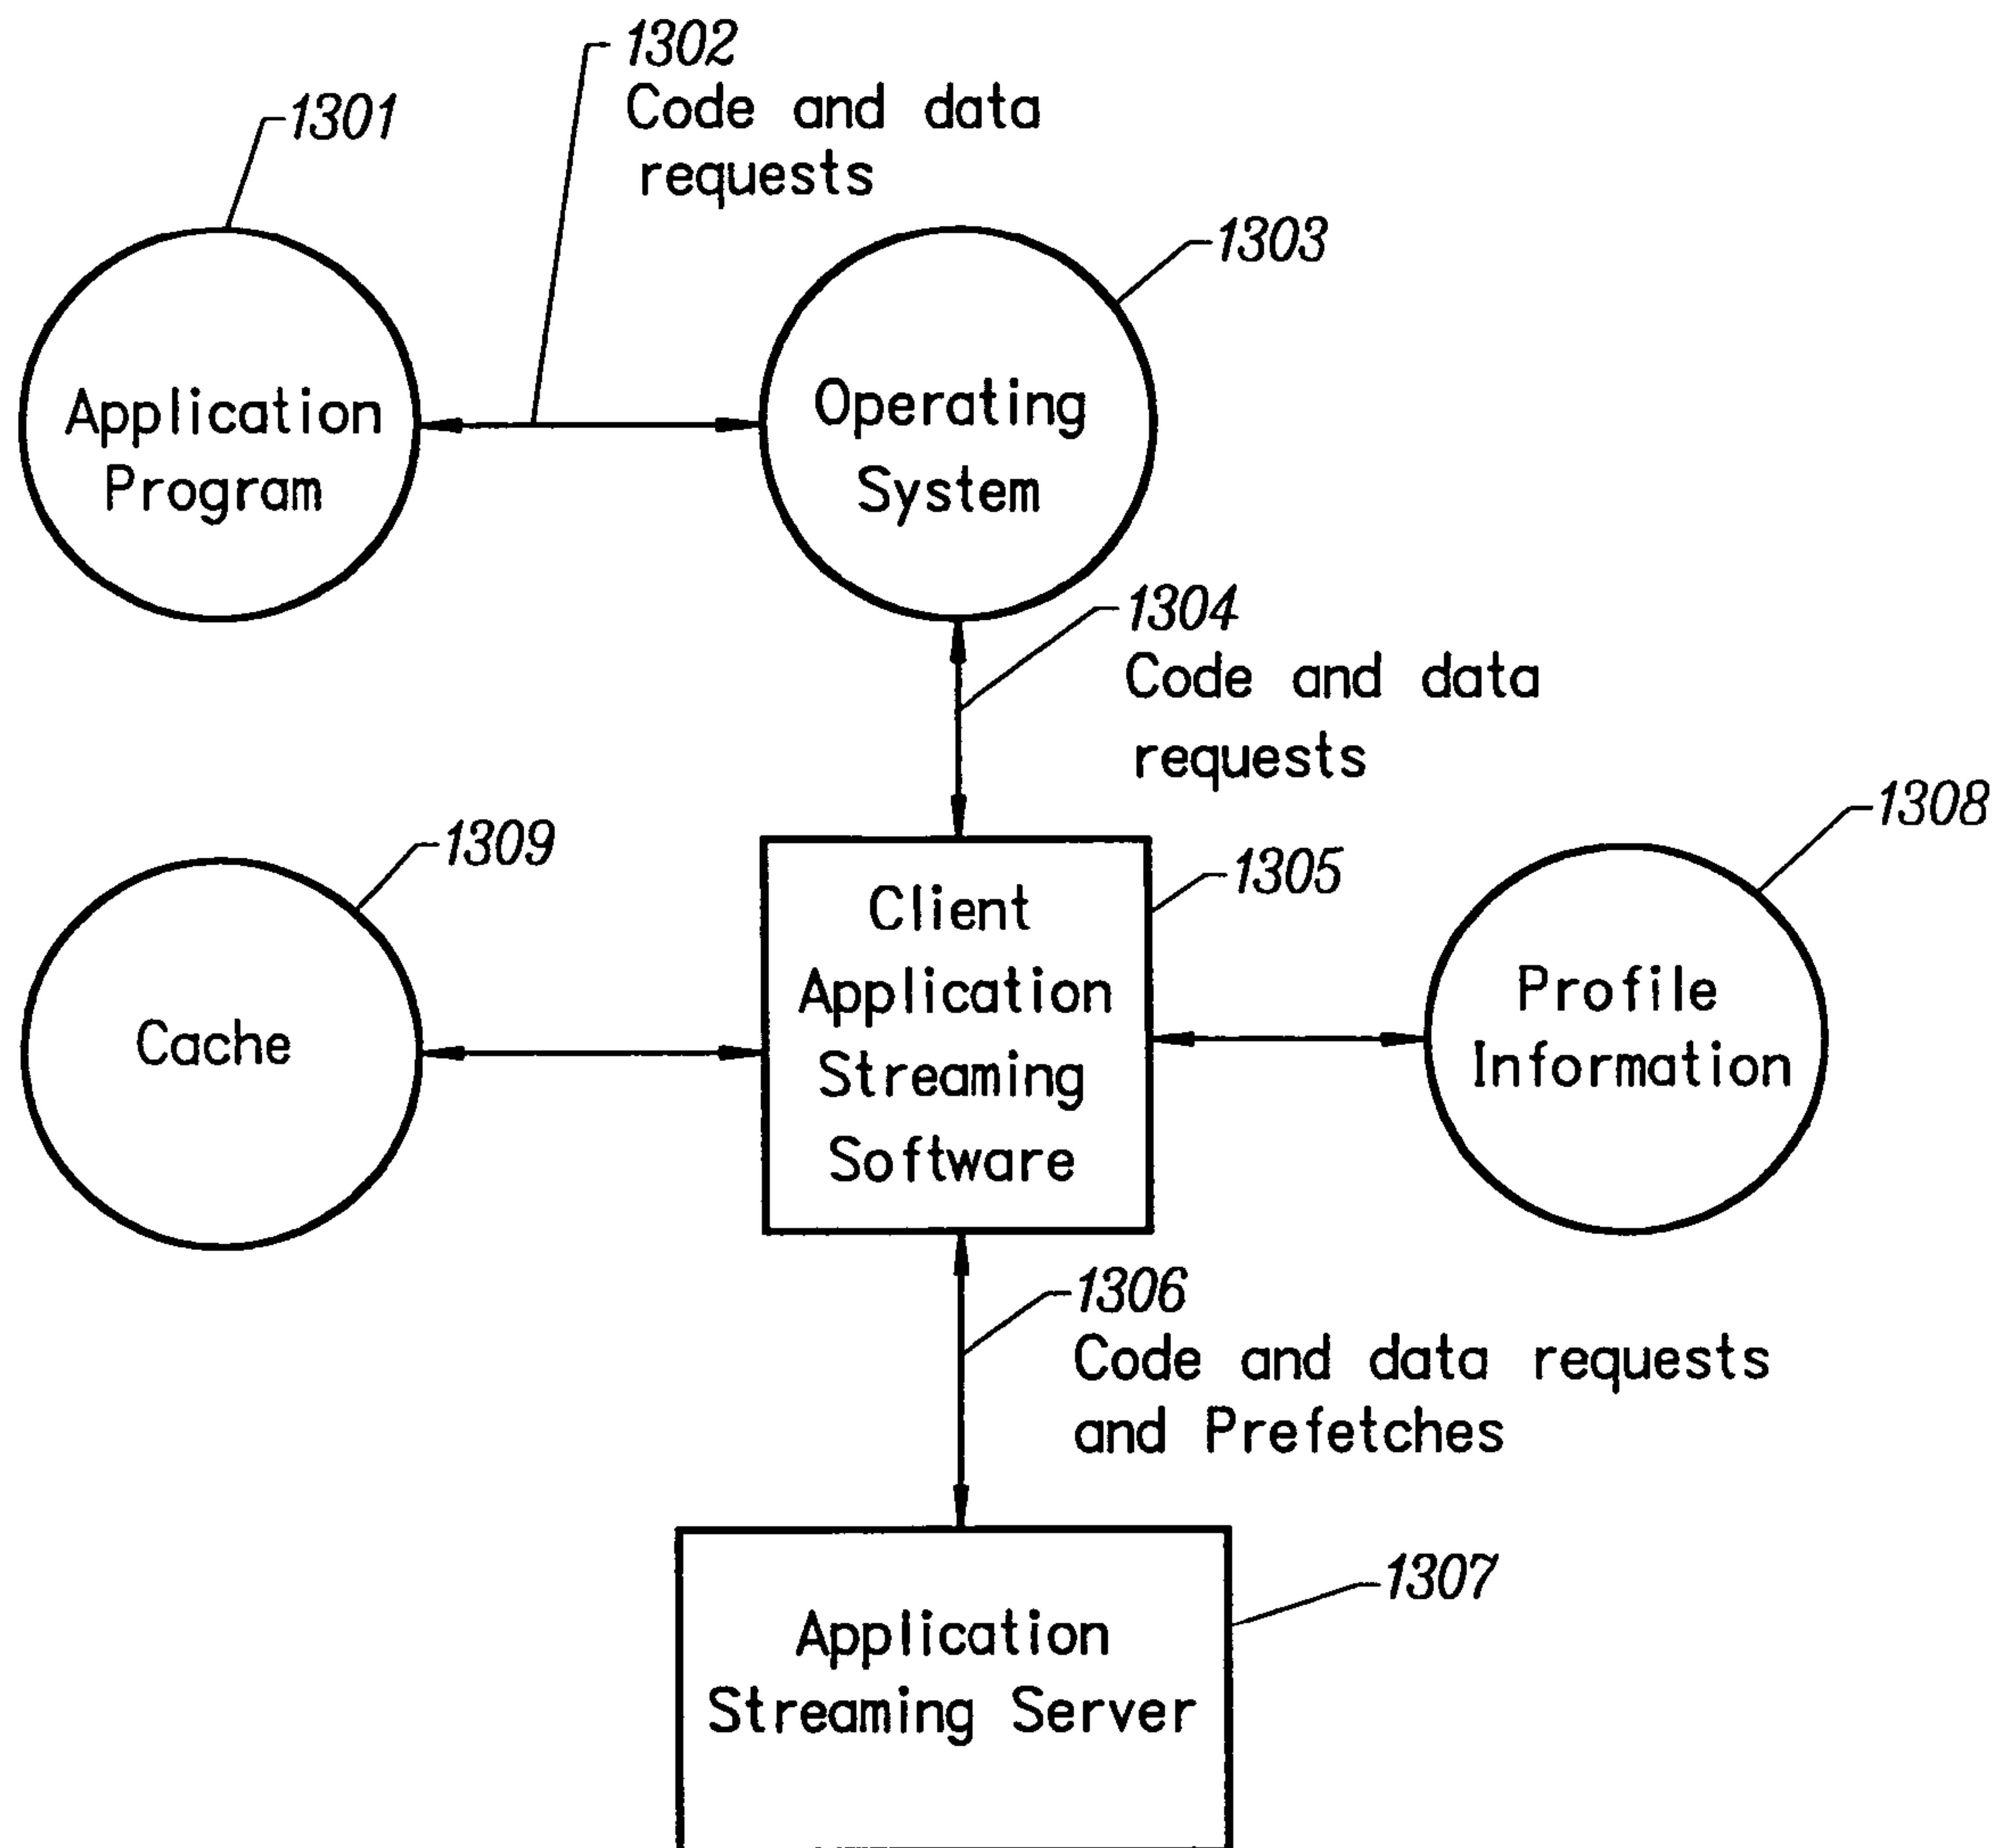 1302
Code and data
requests
1301
1303
Application
Program
Operating
System
1304
Code and data
requests
1308
1309
1305
Client
Application
Streaming
Software
Cache
Profile
Information
1306
Code and data requests
and Prefetches
1307
Application
Streaming Server